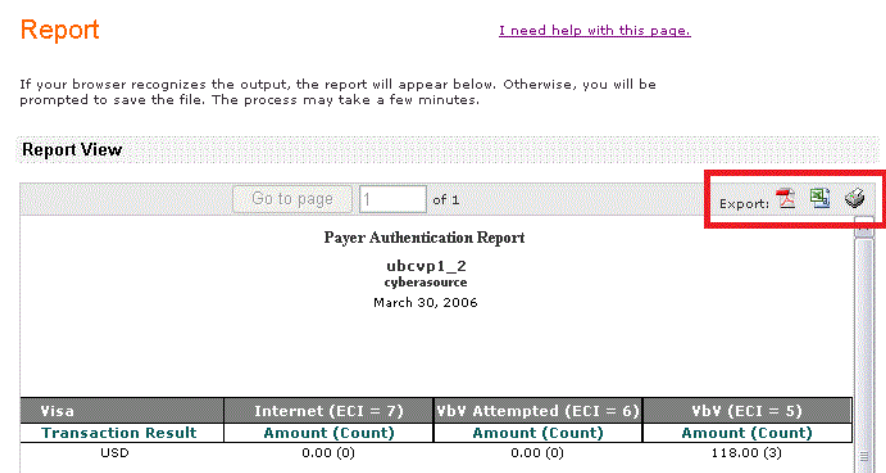 Report
I need help with this page.
If your browser recognizes the output, the report will appear below. Otherwise, you will be
prompted to save the file. The process may take a few minutes.
Report View
Go to page 1 of 1 Export:
Payer Authentication Report
ubcvp1_2
cyberasource
March 30, 2006
Visa Internet (ECI = 7) VbV Attempted (ECI = 6) VbV (ECI = 5)
Transaction Result Amount (Count) Amount (Count) Amount (Count)
USD 0.00 (0) 0.00 (0) 118.00 (3)